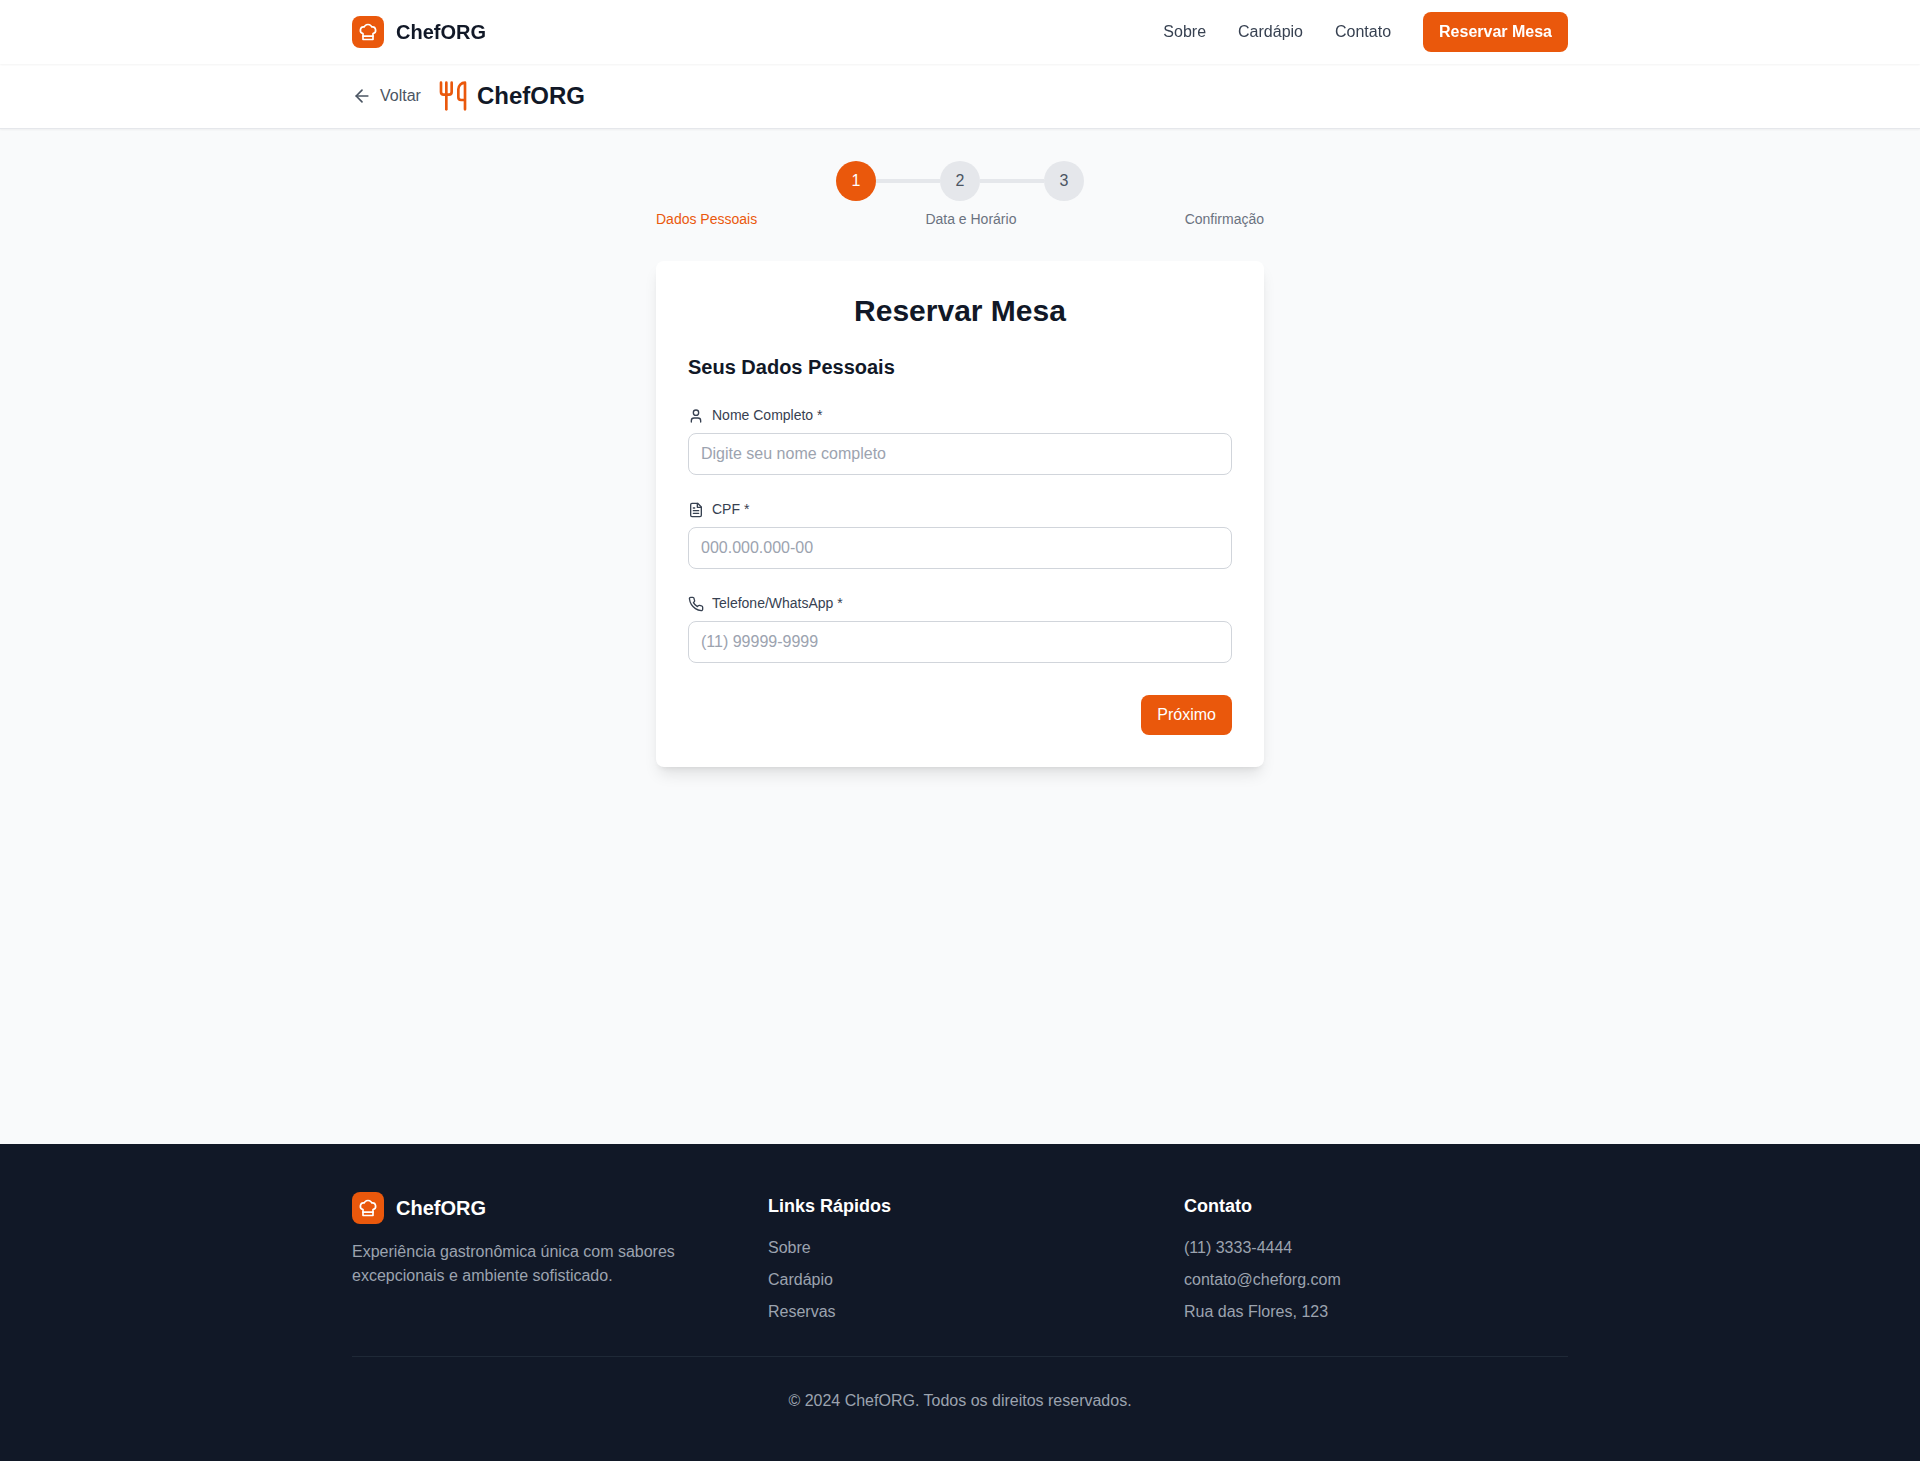 ChefORG
Sobre
Cardápio
Contato
Reservar Mesa
Voltar
ChefORG
1
2
3
Dados Pessoais
Data e Horário
Confirmação
Reservar Mesa
Seus Dados Pessoais
Nome Completo *
Digite seu nome completo
CPF *
000.000.000-00
Telefone/WhatsApp *
(11) 99999-9999
Próximo
ChefORG
Experiência gastronômica única com sabores
excepcionais e ambiente sofisticado.
Links Rápidos
Sobre
Cardápio
Reservas
Contato
(11) 3333-4444
contato@cheforg.com
Rua das Flores, 123
© 2024 ChefORG. Todos os direitos reservados.